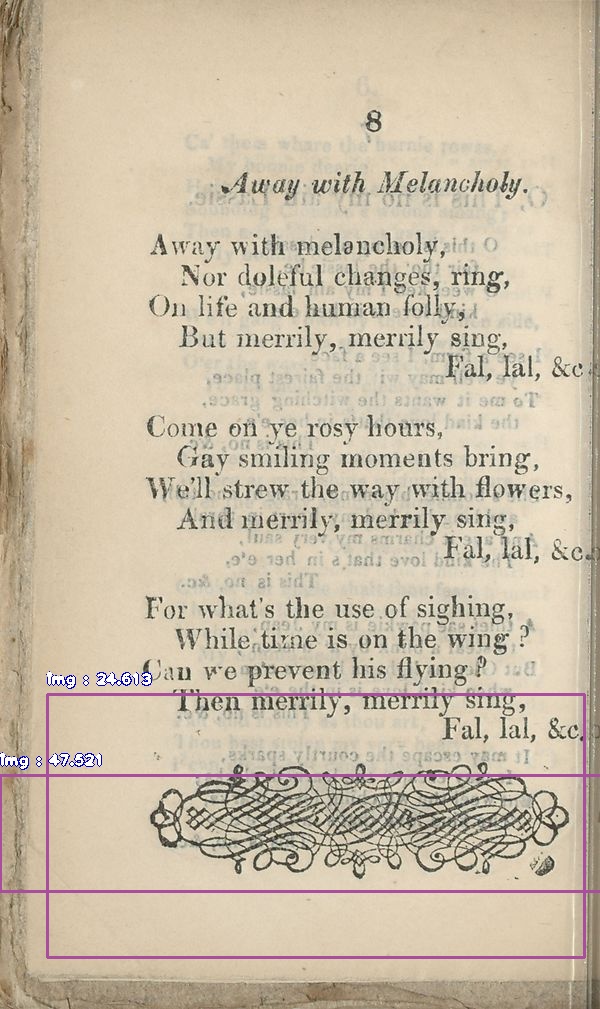 8
Away with Melancholy.
Away with melancholy,
Nor doleful changes, ring,
On life and human folly,
But merrily, merrily sing,
Fal, lal, &c.
Come on ye rosy hours,
Gay smiling moments bring,
We'll strew the way with flowers,
And merrily, merrily sing,
Fal, lal, &c.
For what's the use of sighing,
While time is on the wing ?
Can we prevent his flying ?
img : 24.613
Then merrily, merrily sing,
Fal, lal, &c.
img : 47.521